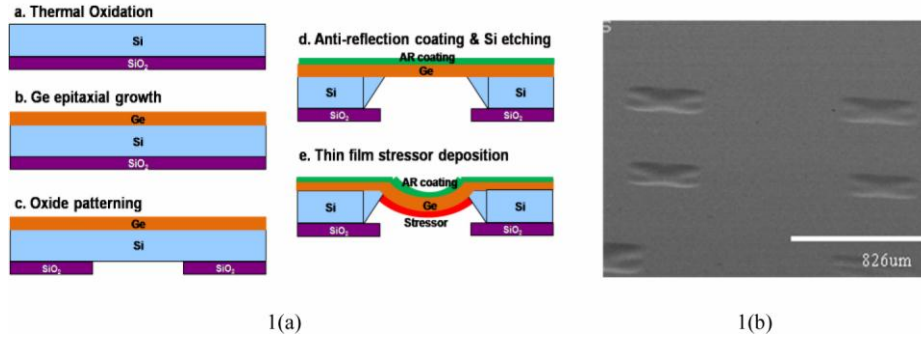 a. Thermal Oxidation
Si
SiO₂
b. Ge epitaxial growth
Ge
Si
SiO₂
c. Oxide patterning
Ge
Si
SiO₂ SiO₂
d. Anti-reflection coating & Si etching
AR coating
Ge
Si Si
SiO₂ SiO₂
e. Thin film stressor deposition
AR coating
Si Ge Si
Stressor
SiO₂ SiO₂
1(a)
S
826um
1(b)